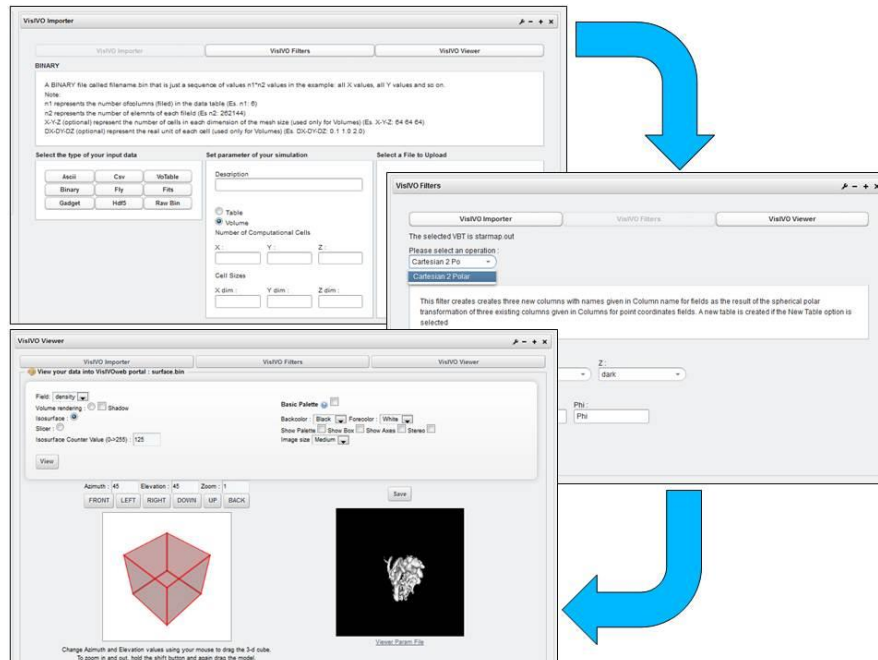 VisIVO Importer
VisIVO Importer VisIVO Filters VisIVO Viewer
BINARY
A BINARY file called filename.bin that is just a sequence of values n1*n2 values in the example: all X values, all Y values and so on.
Note:
n1 represents the number ofcolumns (filled) in the data table (Es. n1: 6)
n2 represents the number of elemnts of each fileld (Es n2: 262144)
X-Y-Z (optional) represent the number of cells in each dimension of the mesh size (used only for Volumes) (Es. X-Y-Z: 64 64 64)
DX-DY-DZ (optional) represent the real unit of each cell (used only for Volumes) (Es. DX-DY-DZ: 0.1 1.0 2.0)
Select the type of your input data
Ascii Csv VoTable
Binary Fly Fits
Gadget Hdf5 Raw Bin
Set parameter of your simulation
Description
Table
Volume
Number of Computational Cells
X : Y : Z :
Cell Sizes
X dim : Y dim : Z dim :
Select a File to Upload
VisIVO Filters
VisIVO Importer VisIVO Filters VisIVO Viewer
The selected VBT is starmap.out
Please select an operation :
Cartesian 2 Po
Cartesian 2 Polar
This filter creates creates three new columns with names given in Column name for fields as the result of the spherical polar
transformation of three existing columns given in Columns for point coordinates fields. A new table is created if the New Table option is
selected
Z :
dark
Phi :
Phi
VisIVO Viewer
VisIVO Importer VisIVO Filters VisIVO Viewer
View your data into VisIVOweb portal : surface.bin
Field: density
Volume rendering : Shadow
Isosurface :
Slicer :
Isosurface Counter Value (0->255) : 125
View
Basic Palette
Backcolor : Black Forecolor : White
Show Palette Show Box Show Axes Stereo
Image size Medium
Azimuth : 45 Elevation : 45 Zoom : 1
FRONT LEFT RIGHT DOWN UP BACK
Save
Change Azimuth and Elevation values using your mouse to drag the 3-d cube.
To zoom in and out, hold the shift button and again drag the model.
Viewer Param File